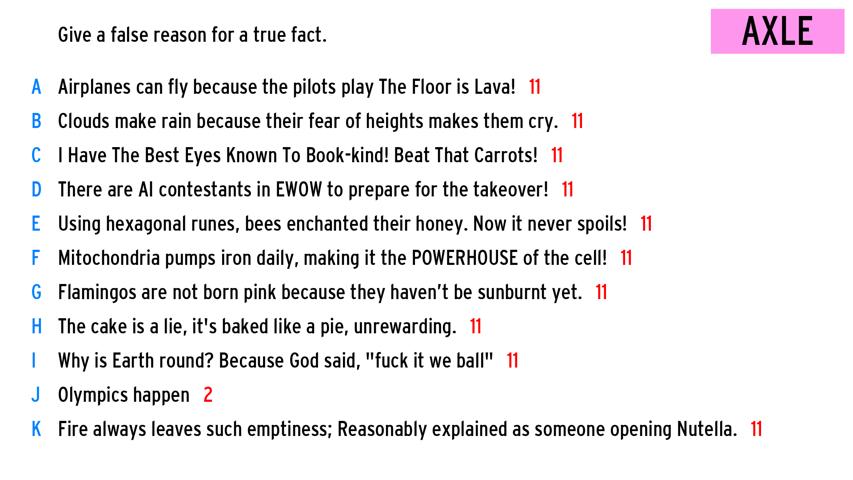 Give a false reason for a true fact.
AXLE
A Airplanes can fly because the pilots play The Floor is Lava! 11
B Clouds make rain because their fear of heights makes them cry. 11
C I Have The Best Eyes Known To Book-kind! Beat That Carrots! 11
D There are AI contestants in EWOW to prepare for the takeover! 11
E Using hexagonal runes, bees enchanted their honey. Now it never spoils! 11
F Mitochondria pumps iron daily, making it the POWERHOUSE of the cell! 11
G Flamingos are not born pink because they haven’t be sunburnt yet. 11
H The cake is a lie, it's baked like a pie, unrewarding. 11
I Why is Earth round? Because God said, "fuck it we ball" 11
J Olympics happen 2
K Fire always leaves such emptiness; Reasonably explained as someone opening Nutella. 11